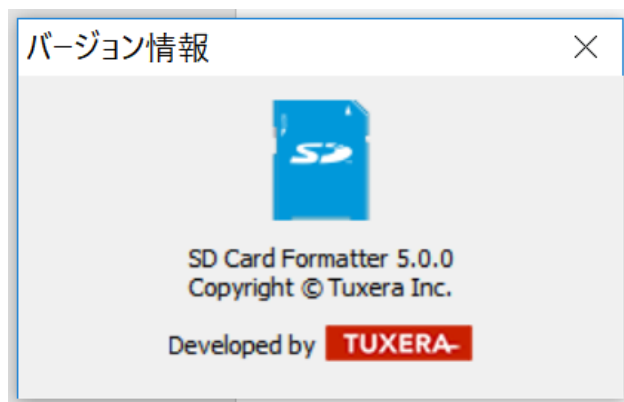 バージョン情報
SD
SD Card Formatter 5.0.0
Copyright © Tuxera Inc.
Developed by TUXERA